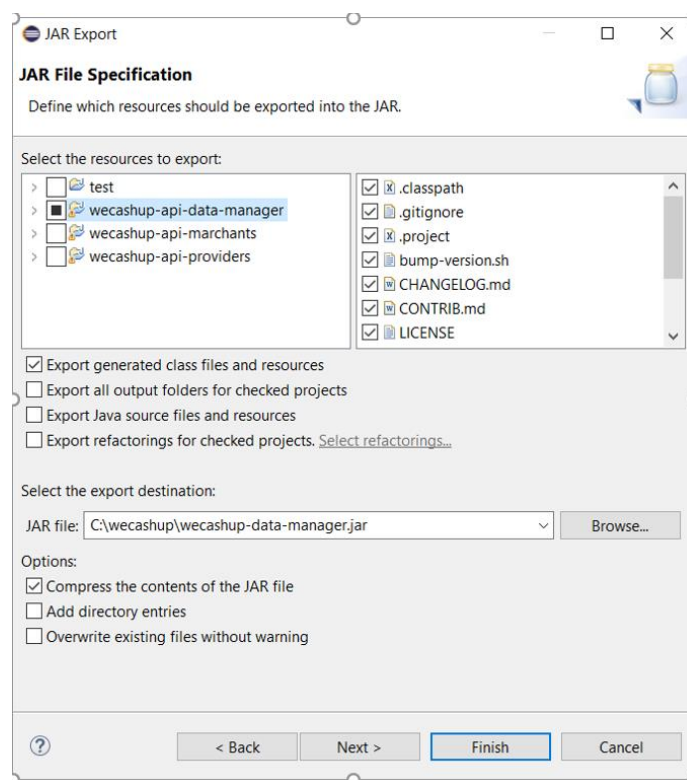 JAR Export
JAR File Specification
Define which resources should be exported into the JAR.
Select the resources to export:
test
wecashup-api-data-manager
wecashup-api-marchants
wecashup-api-providers
.classpath
.gitignore
.project
bump-version.sh
CHANGELOG.md
CONTRIB.md
LICENSE
Export generated class files and resources
Export all output folders for checked projects
Export Java source files and resources
Export refactorings for checked projects. Select refactorings...
Select the export destination:
JAR file: C:\wecashup\wecashup-data-manager.jar Browse...
Options:
Compress the contents of the JAR file
Add directory entries
Overwrite existing files without warning
? < Back Next > Finish Cancel